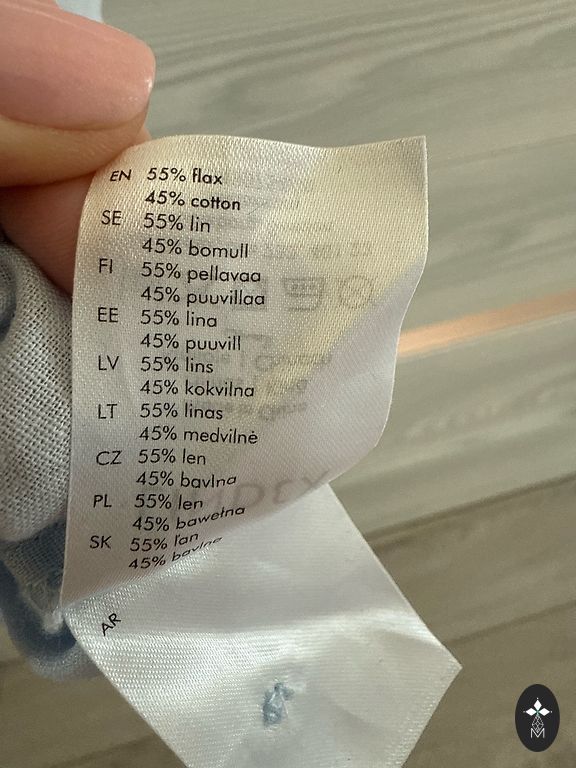 EN 55% flax
45% cotton
SE 55% lin
45% bomull
FI 55% pellavaa
45% puuvillaa
EE 55% lina
45% puuvill
LV 55% lins
45% kokvilna
LT 55% linas
45% medvilnė
CZ 55% len
45% bavlna
PL 55% len
45% bawełna
SK 55% ľan
45% bavlna
AR
M